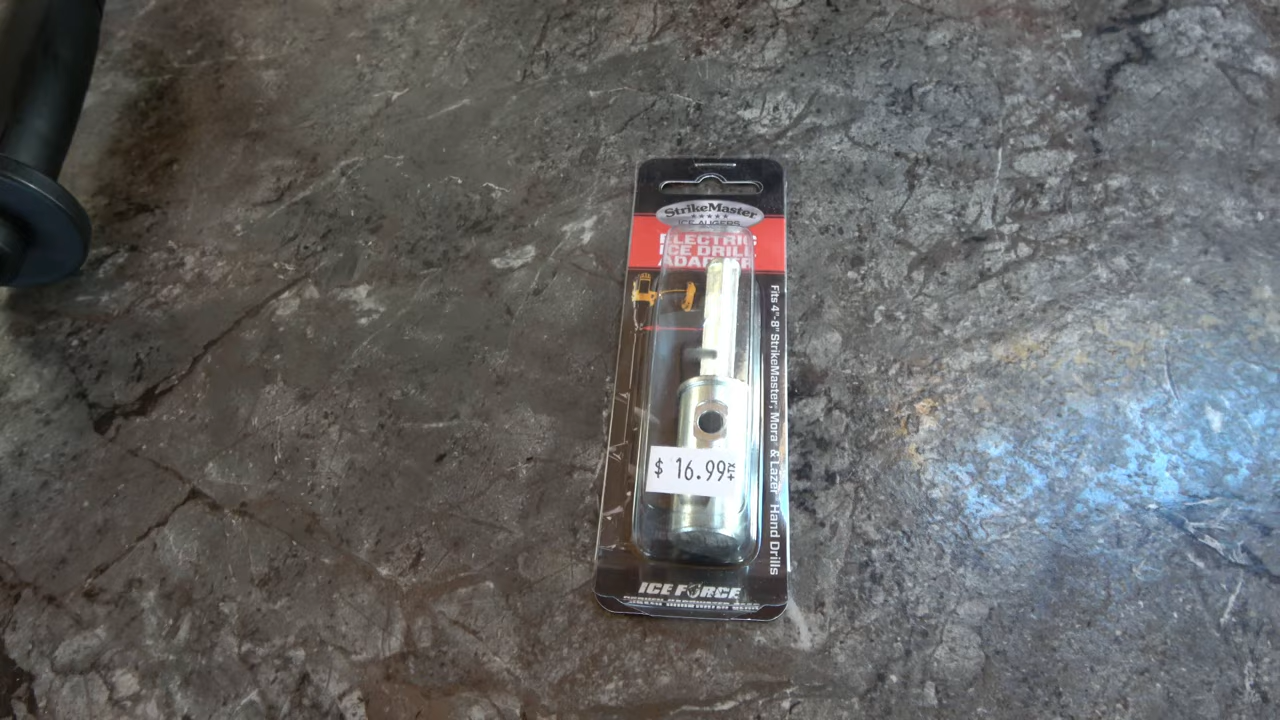 StrikeMaster
ICE AUGERS
ELECTRIC
ICE DRILL
ADAPTER
Fits 4"-8" StrikeMaster, Mora & Lazer Hand Drills
$ 16.99 +TX
ICE FORCE